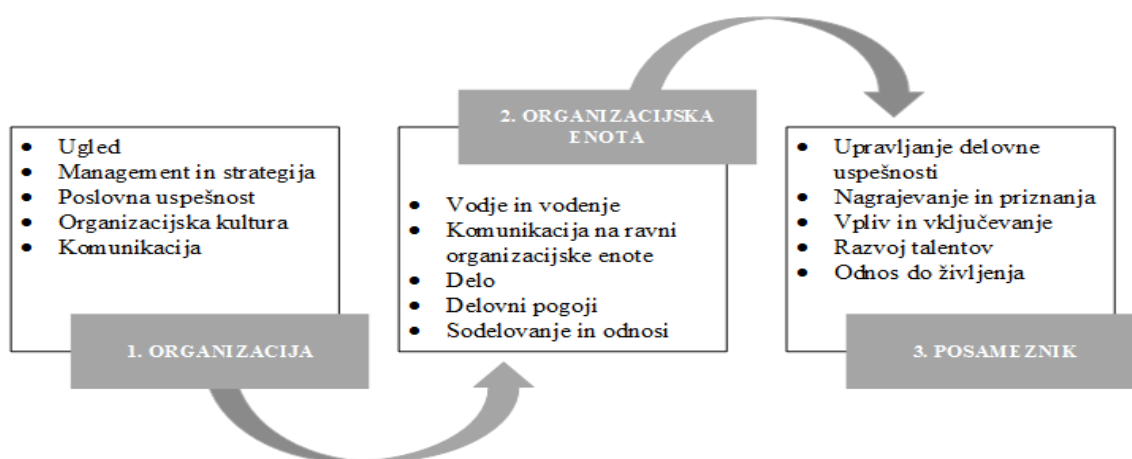 Ugled
Management in strategija
Poslovna uspešnost
Organizacijska kultura
Komunikacija
1. ORGANIZACIJA
2. ORGANIZACIJSKA
ENOTA
Vodje in vodenje
Komunikacija na ravni
organizacijske enote
Delo
Delovni pogoji
Sodelovanje in odnosi
Upravljanje delovne
uspešnosti
Nagrajevanje in priznanja
Vpliv in vključevanje
Razvoj talentov
Odnos do življenja
3. POSAMEZNIK